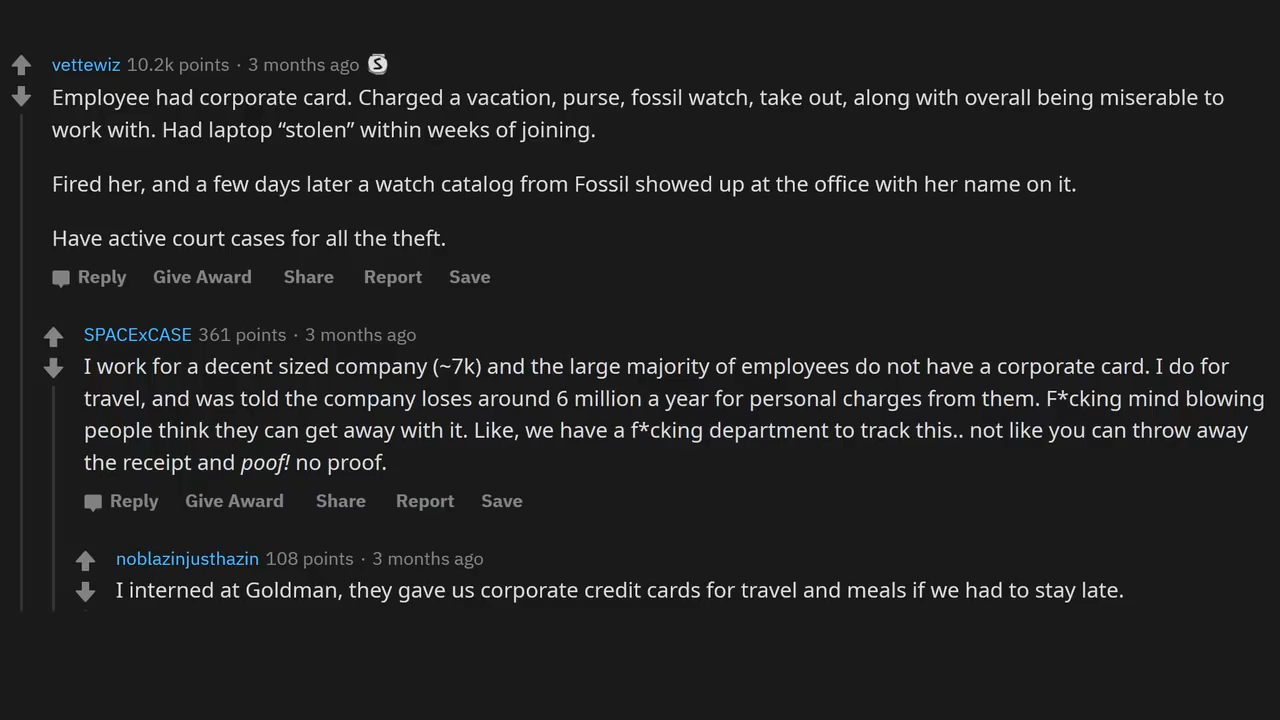 vettewiz 10.2k points · 3 months ago S
Employee had corporate card. Charged a vacation, purse, fossil watch, take out, along with overall being miserable to
work with. Had laptop “stolen” within weeks of joining.
Fired her, and a few days later a watch catalog from Fossil showed up at the office with her name on it.
Have active court cases for all the theft.
Reply Give Award Share Report Save
SPACExCASE 361 points · 3 months ago
I work for a decent sized company (~7k) and the large majority of employees do not have a corporate card. I do for
travel, and was told the company loses around 6 million a year for personal charges from them. F*cking mind blowing
people think they can get away with it. Like, we have a f*cking department to track this.. not like you can throw away
the receipt and poof! no proof.
Reply Give Award Share Report Save
noblazinjusthazin 108 points · 3 months ago
I interned at Goldman, they gave us corporate credit cards for travel and meals if we had to stay late.